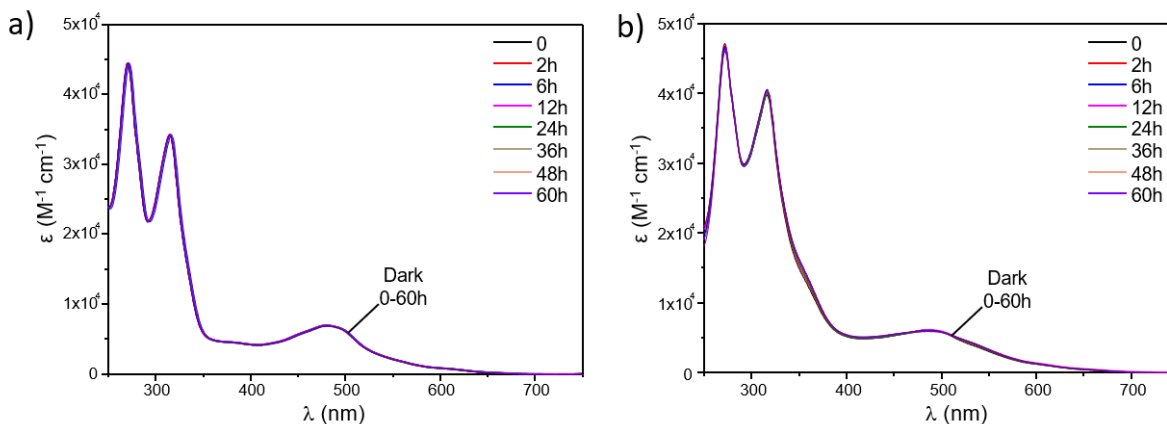 a)
5x10⁴
4x10⁴
3x10⁴
2x10⁴
1x10⁴
0
ε (M⁻¹ cm⁻¹)
0
2h
6h
12h
24h
36h
48h
60h
Dark
0-60h
300 400 500 600 700
λ (nm)
b)
5x10⁴
4x10⁴
3x10⁴
2x10⁴
1x10⁴
0
ε (M⁻¹ cm⁻¹)
0
2h
6h
12h
24h
36h
48h
60h
Dark
0-60h
300 400 500 600 700
λ (nm)